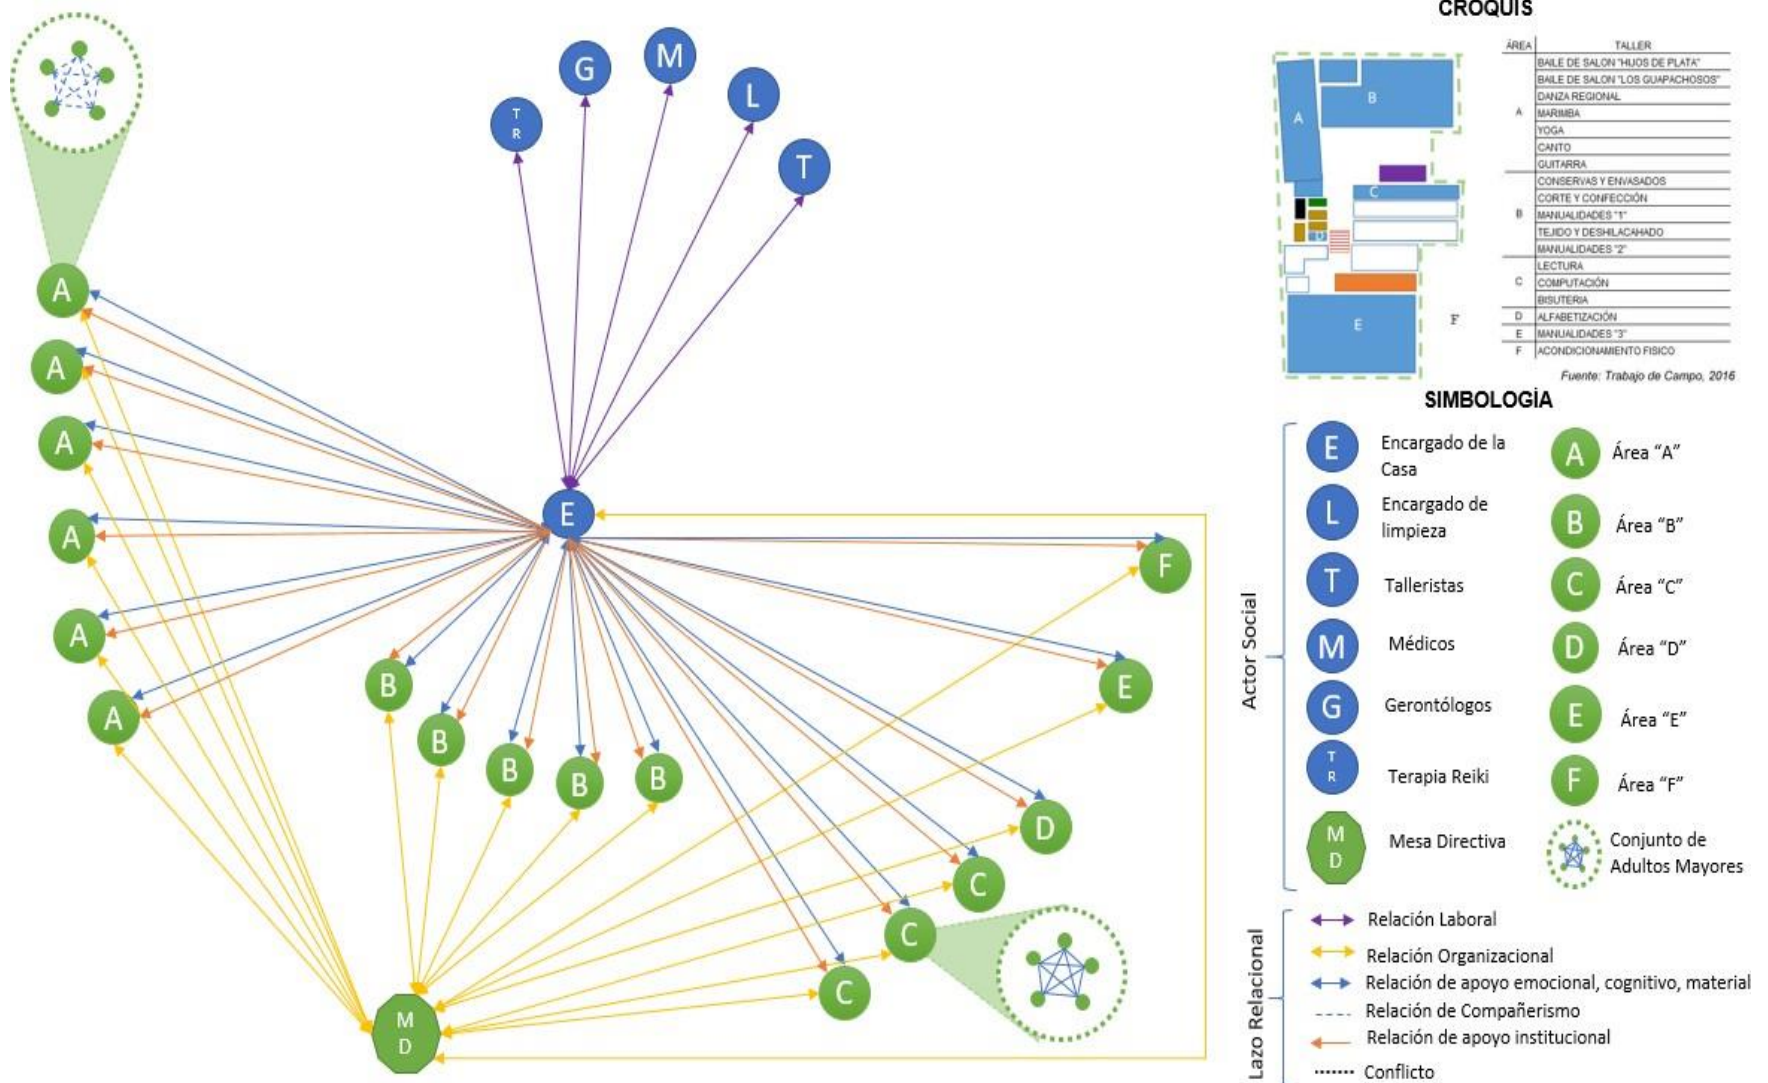 CROQUIS
ÁREA TALLER
BAILE DE SALON "HIJOS DE PLATA"
BAILE DE SALON "LOS GUAPACHOSOS"
DANZA REGIONAL
A MARIMBA
YOGA
CANTO
GUITARRA
CONSERVAS Y ENVASADOS
CORTE Y CONFECCIÓN
B MANUALIDADES "1"
TEJIDO Y DESHILACAHADO
MANUALIDADES "2"
LECTURA
C COMPUTACIÓN
BISUTERIA
D ALFABETIZACIÓN
E MANUALIDADES "3"
F ACONDICIONAMIENTO FISICO
Fuente: Trabajo de Campo, 2016
A
B
C
D
E
F
G
M
L
T
R
T
A
A
A
A
A
A
E
F
E
D
C
C
C
B
B
B
B
B
M
D
SIMBOLOGÌA
Actor Social
E Encargado de la
Casa
L Encargado de
limpieza
T Talleristas
M Médicos
G Gerontólogos
T
R Terapia Reiki
M
D Mesa Directiva
A Área "A"
B Área "B"
C Área "C"
D Área "D"
E Área "E"
F Área "F"
Conjunto de
Adultos Mayores
Lazo Relacional
Relación Laboral
Relación Organizacional
Relación de apoyo emocional, cognitivo, material
Relación de Compañerismo
Relación de apoyo institucional
Conflicto